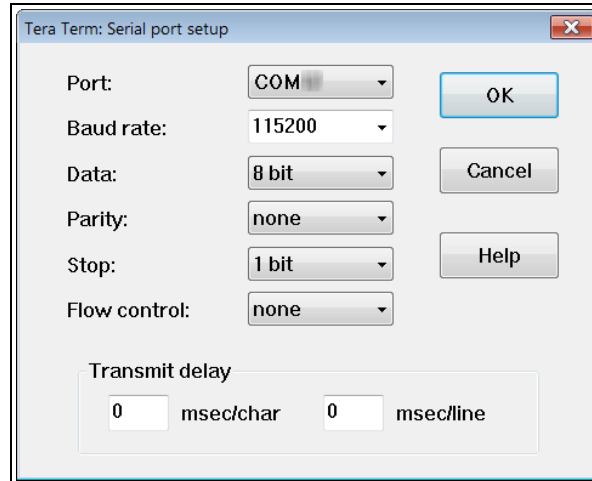 Tera Term: Serial port setup
Port: COM
OK
Baud rate: 115200
Data: 8 bit
Cancel
Parity: none
Stop: 1 bit
Help
Flow control: none
Transmit delay
0 msec/char 0 msec/line